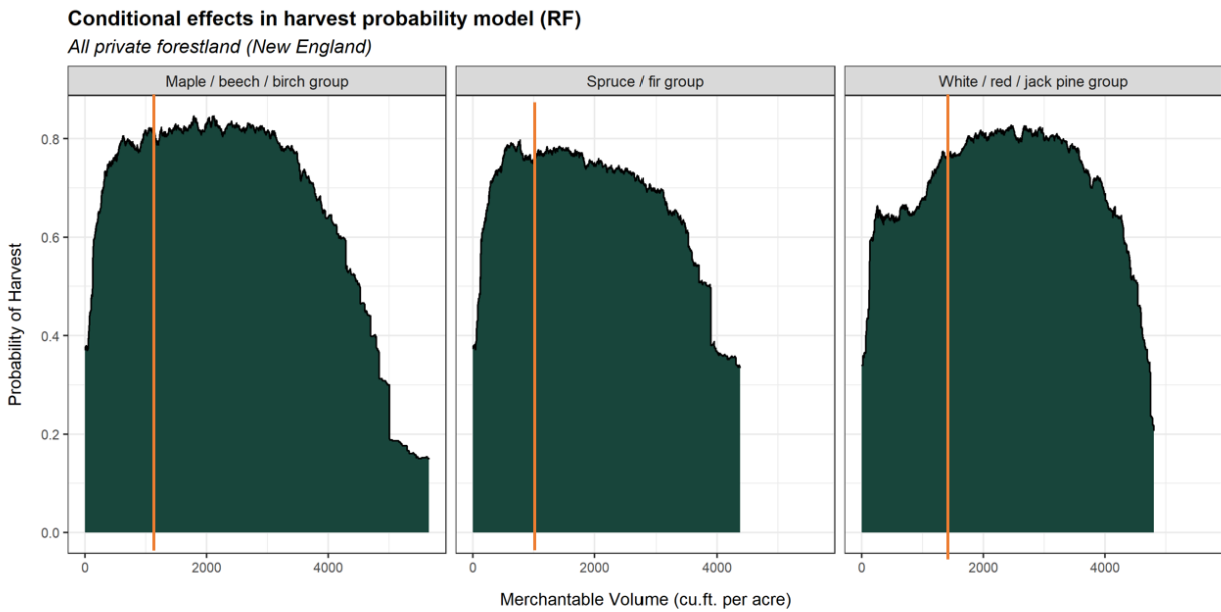 Conditional effects in harvest probability model (RF)
All private forestland (New England)
Maple / beech / birch group
Spruce / fir group
White / red / jack pine group
Probability of Harvest
0.8
0.6
0.4
0.2
0.0
0 2000 4000
0 2000 4000
0 2000 4000
Merchantable Volume (cu.ft. per acre)